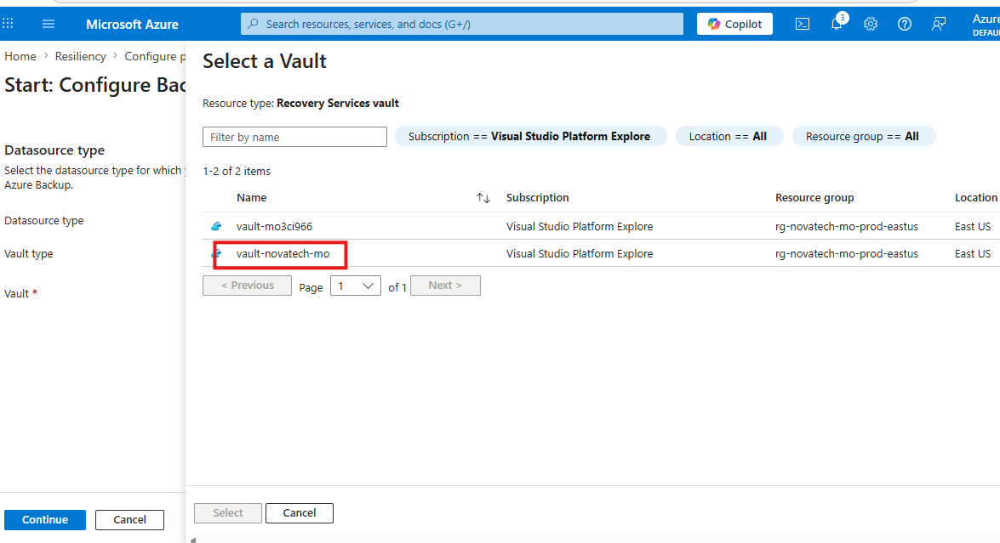 Microsoft Azure
Search resources, services, and docs (G+/)
Copilot
3
Azure
DEFAU
Home > Resiliency > Configure p
Start: Configure Bac
Datasource type
Select the datasource type for which
Azure Backup.
Datasource type
Vault type
Vault *
Continue
Cancel
Select a Vault
Resource type: Recovery Services vault
Filter by name
Subscription == Visual Studio Platform Explore
Location == All
Resource group == All
1-2 of 2 items
Name Subscription Resource group Location
vault-mo3ci966 Visual Studio Platform Explore rg-novatech-mo-prod-eastus East US
vault-novatech-mo Visual Studio Platform Explore rg-novatech-mo-prod-eastus East US
< Previous Page 1 of 1 Next >
Select
Cancel